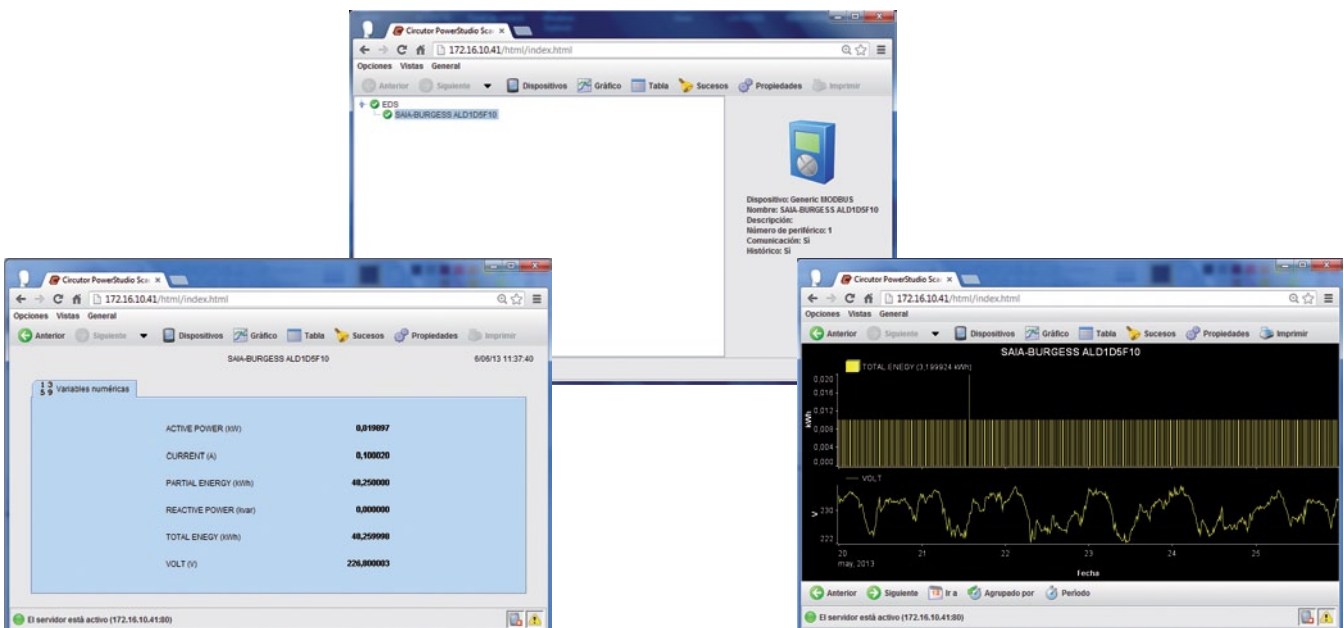 Circutor PowerStudio Sca
172.16.10.41/html/index.html
Opciones Vistas General
Anterior Siguiente Dispositivos Gráfico Tabla Sucesos Propiedades Imprimir
EDS
SAIA-BURGESS ALD1D5F10
Dispositivo: Generic MODBUS
Nombre: SAIA-BURGESS ALD1D5F10
Descripción:
Número de periférico: 1
Comunicación: Sí
Histórico: Sí
Circutor PowerStudio Sca
172.16.10.41/html/index.html
Opciones Vistas General
Anterior Siguiente Dispositivos Gráfico Tabla Sucesos Propiedades Imprimir
SAIA-BURGESS ALD1D5F10 6/06/13 11:37:40
1 3 5 9 Variables numéricas
ACTIVE POWER (kW) 0,019897
CURRENT (A) 0,100020
PARTIAL ENERGY (kWh) 48,250000
REACTIVE POWER (kvar) 0,000000
TOTAL ENEGY (kWh) 48,259998
VOLT (V) 226,800003
El servidor está activo (172.16.10.41:80)
Circutor PowerStudio Sca
172.16.10.41/html/index.html
Opciones Vistas General
Anterior Siguiente Dispositivos Gráfico Tabla Sucesos Propiedades Imprimir
SAIA-BURGESS ALD1D5F10
TOTAL ENEGY (3,199924 kWh)
kWh
0,020
0,016
0,012
0,008
0,004
0,000
VOLT
V
230
222
20 21 22 23 24 25
may, 2013
Fecha
Anterior Siguiente Ir a Agrupado por Período
El servidor está activo (172.16.10.41:80)